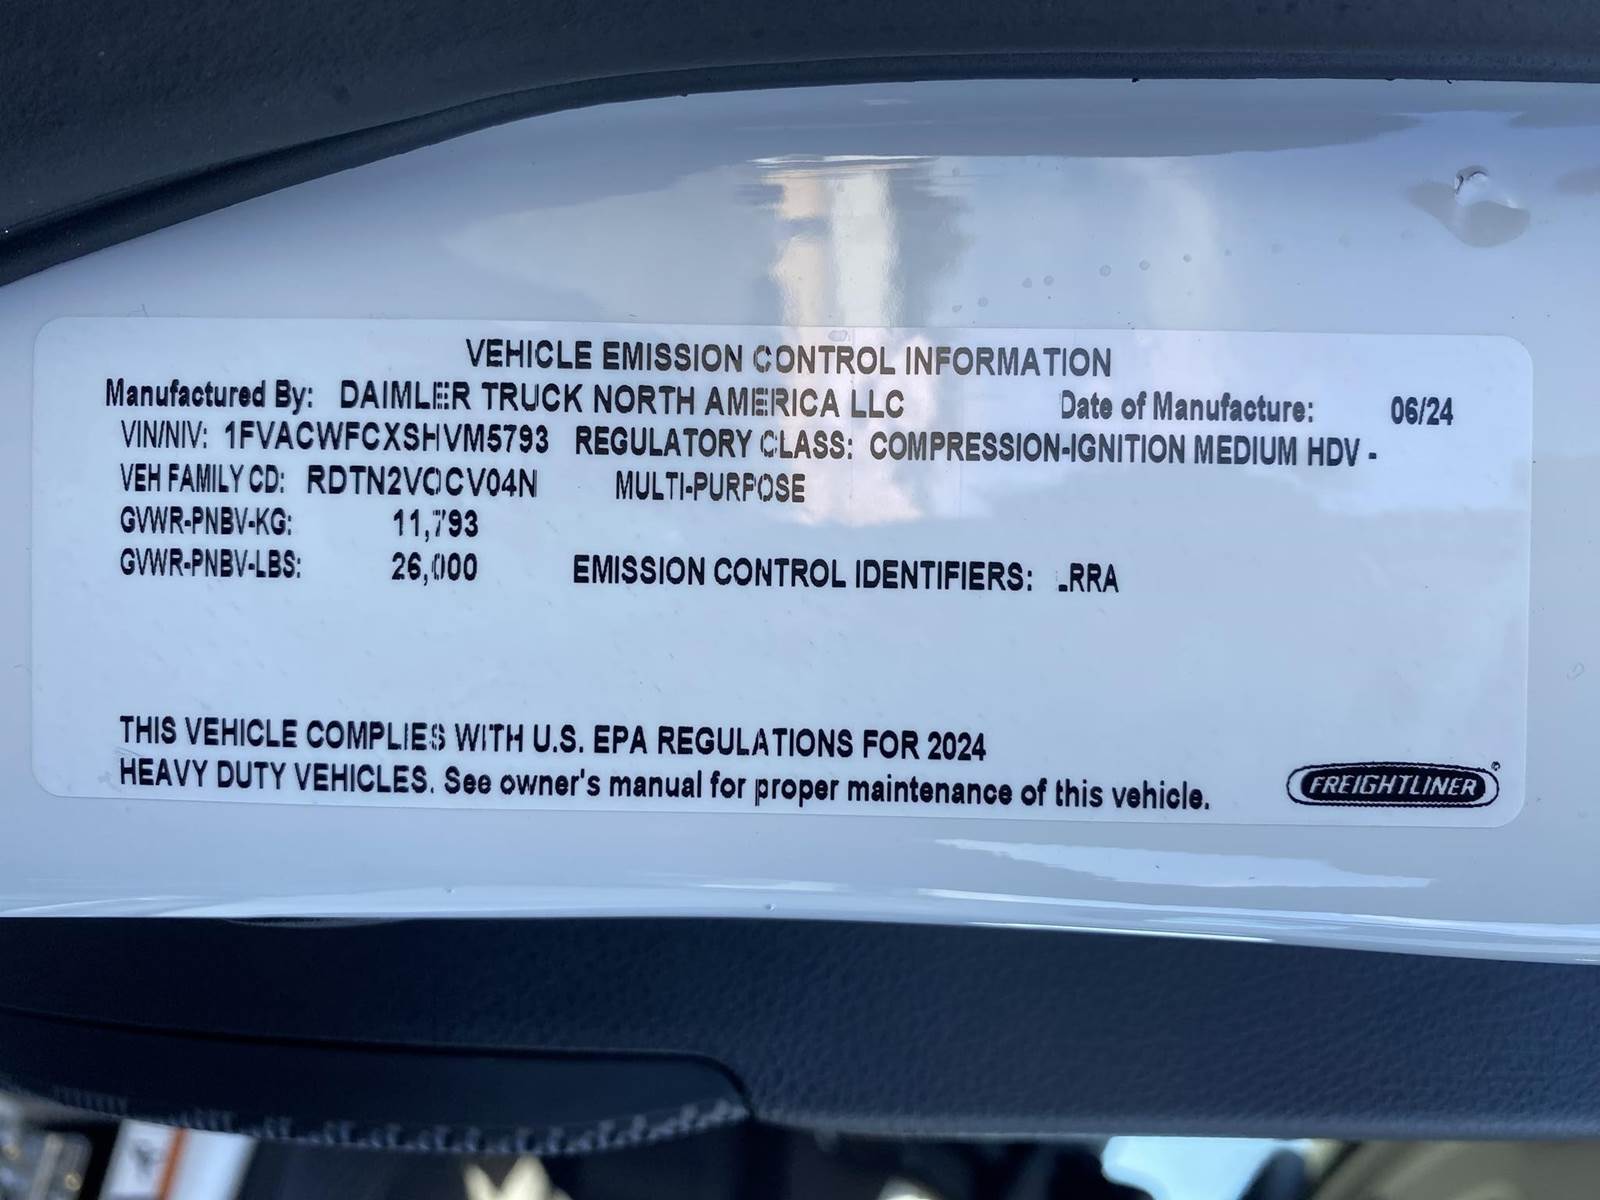 VEHICLE EMISSION CONTROL INFORMATION
Manufactured By: DAIMLER TRUCK NORTH AMERICA LLC Date of Manufacture: 06/24
VIN/NIV: 1FVACWFCXSHVM5793 REGULATORY CLASS: COMPRESSION-IGNITION MEDIUM HDV -
VEH FAMILY CD: RDTN2VOCV04N MULTI-PURPOSE
GVWR-PNBV-KG: 11,793
GVWR-PNBV-LBS: 26,000 EMISSION CONTROL IDENTIFIERS: LRRA
THIS VEHICLE COMPLIES WITH U.S. EPA REGULATIONS FOR 2024
HEAVY DUTY VEHICLES. See owner's manual for proper maintenance of this vehicle.
FREIGHTLINER